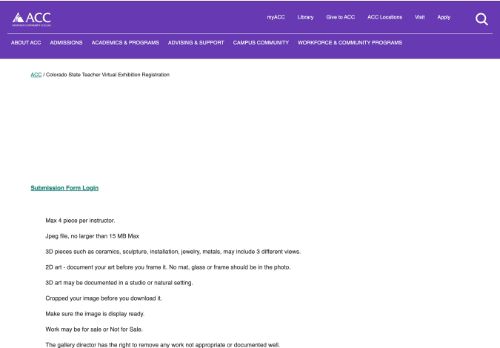 ACC
myACC Library Give to ACC ACC Locations Visit Apply
ABOUT ACC ADMISSIONS ACADEMICS & PROGRAMS ADVISING & SUPPORT CAMPUS COMMUNITY WORKFORCE & COMMUNITY PROGRAMS
ACC / Colorado State Teacher Virtual Exhibition Registration
Submission Form Login
Max 4 piece per instructor.
Jpeg file, no larger than 15 MB Max
3D pieces such as ceramics, sculpture, installation, jewelry, metals, may include 3 different views.
2D art - document your art before you frame it. No mat, glass or frame should be in the photo.
3D art may be documented in a studio or natural setting.
Cropped your image before you download it.
Make sure the image is display ready.
Work may be for sale or Not for Sale.
The gallery director has the right to remove any work not appropriate or documented well.